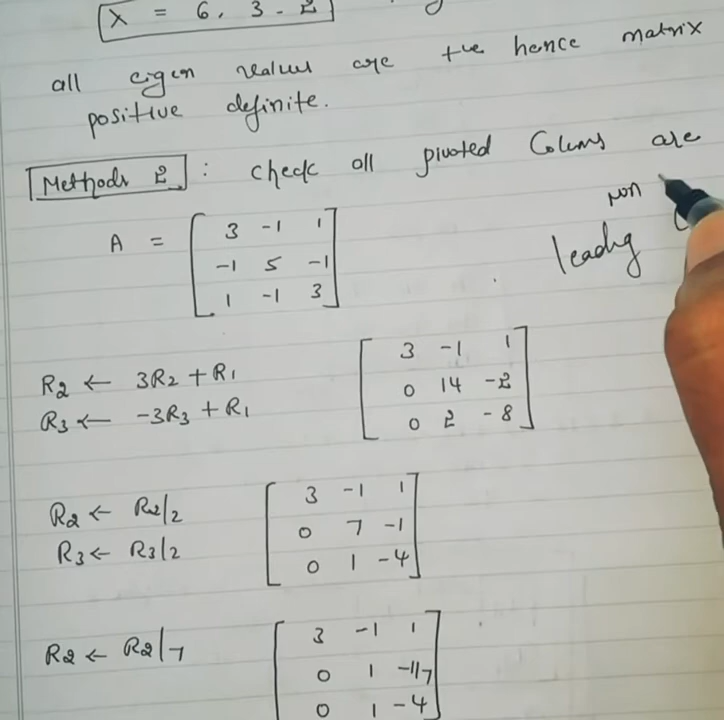 X = 6, 3, 2
all eigen values are +ve hence matrix
positive definite.
Methods 2 : check all pivoted Colums are
non
leadig
A = [ 3 -1 1
-1 5 -1
1 -1 3 ]
R2 ← 3R2 + R1
R3 ← -3R3 + R1
[ 3 -1 1
0 14 -2
0 2 -8 ]
R2 ← R2/2
R3 ← R3/2
[ 3 -1 1
0 7 -1
0 1 -4 ]
R2 ← R2/7
[ 3 -1 1
0 1 -1/7
0 1 -4 ]